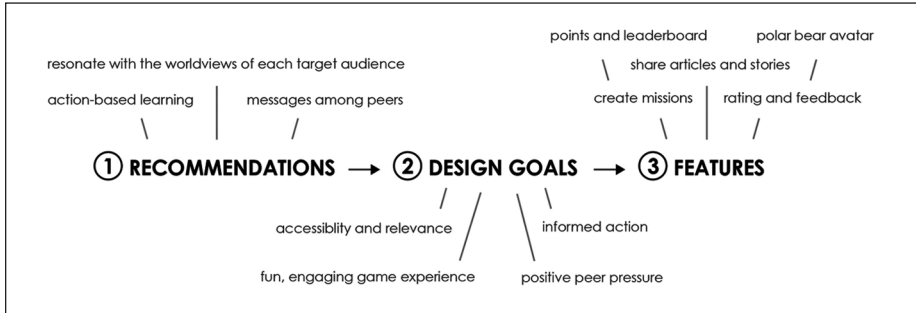 points and leaderboard
polar bear avatar
resonate with the worldviews of each target audience
share articles and stories
action-based learning
messages among peers
create missions
rating and feedback
1 RECOMMENDATIONS → 2 DESIGN GOALS → 3 FEATURES
accessiblity and relevance
informed action
fun, engaging game experience
positive peer pressure